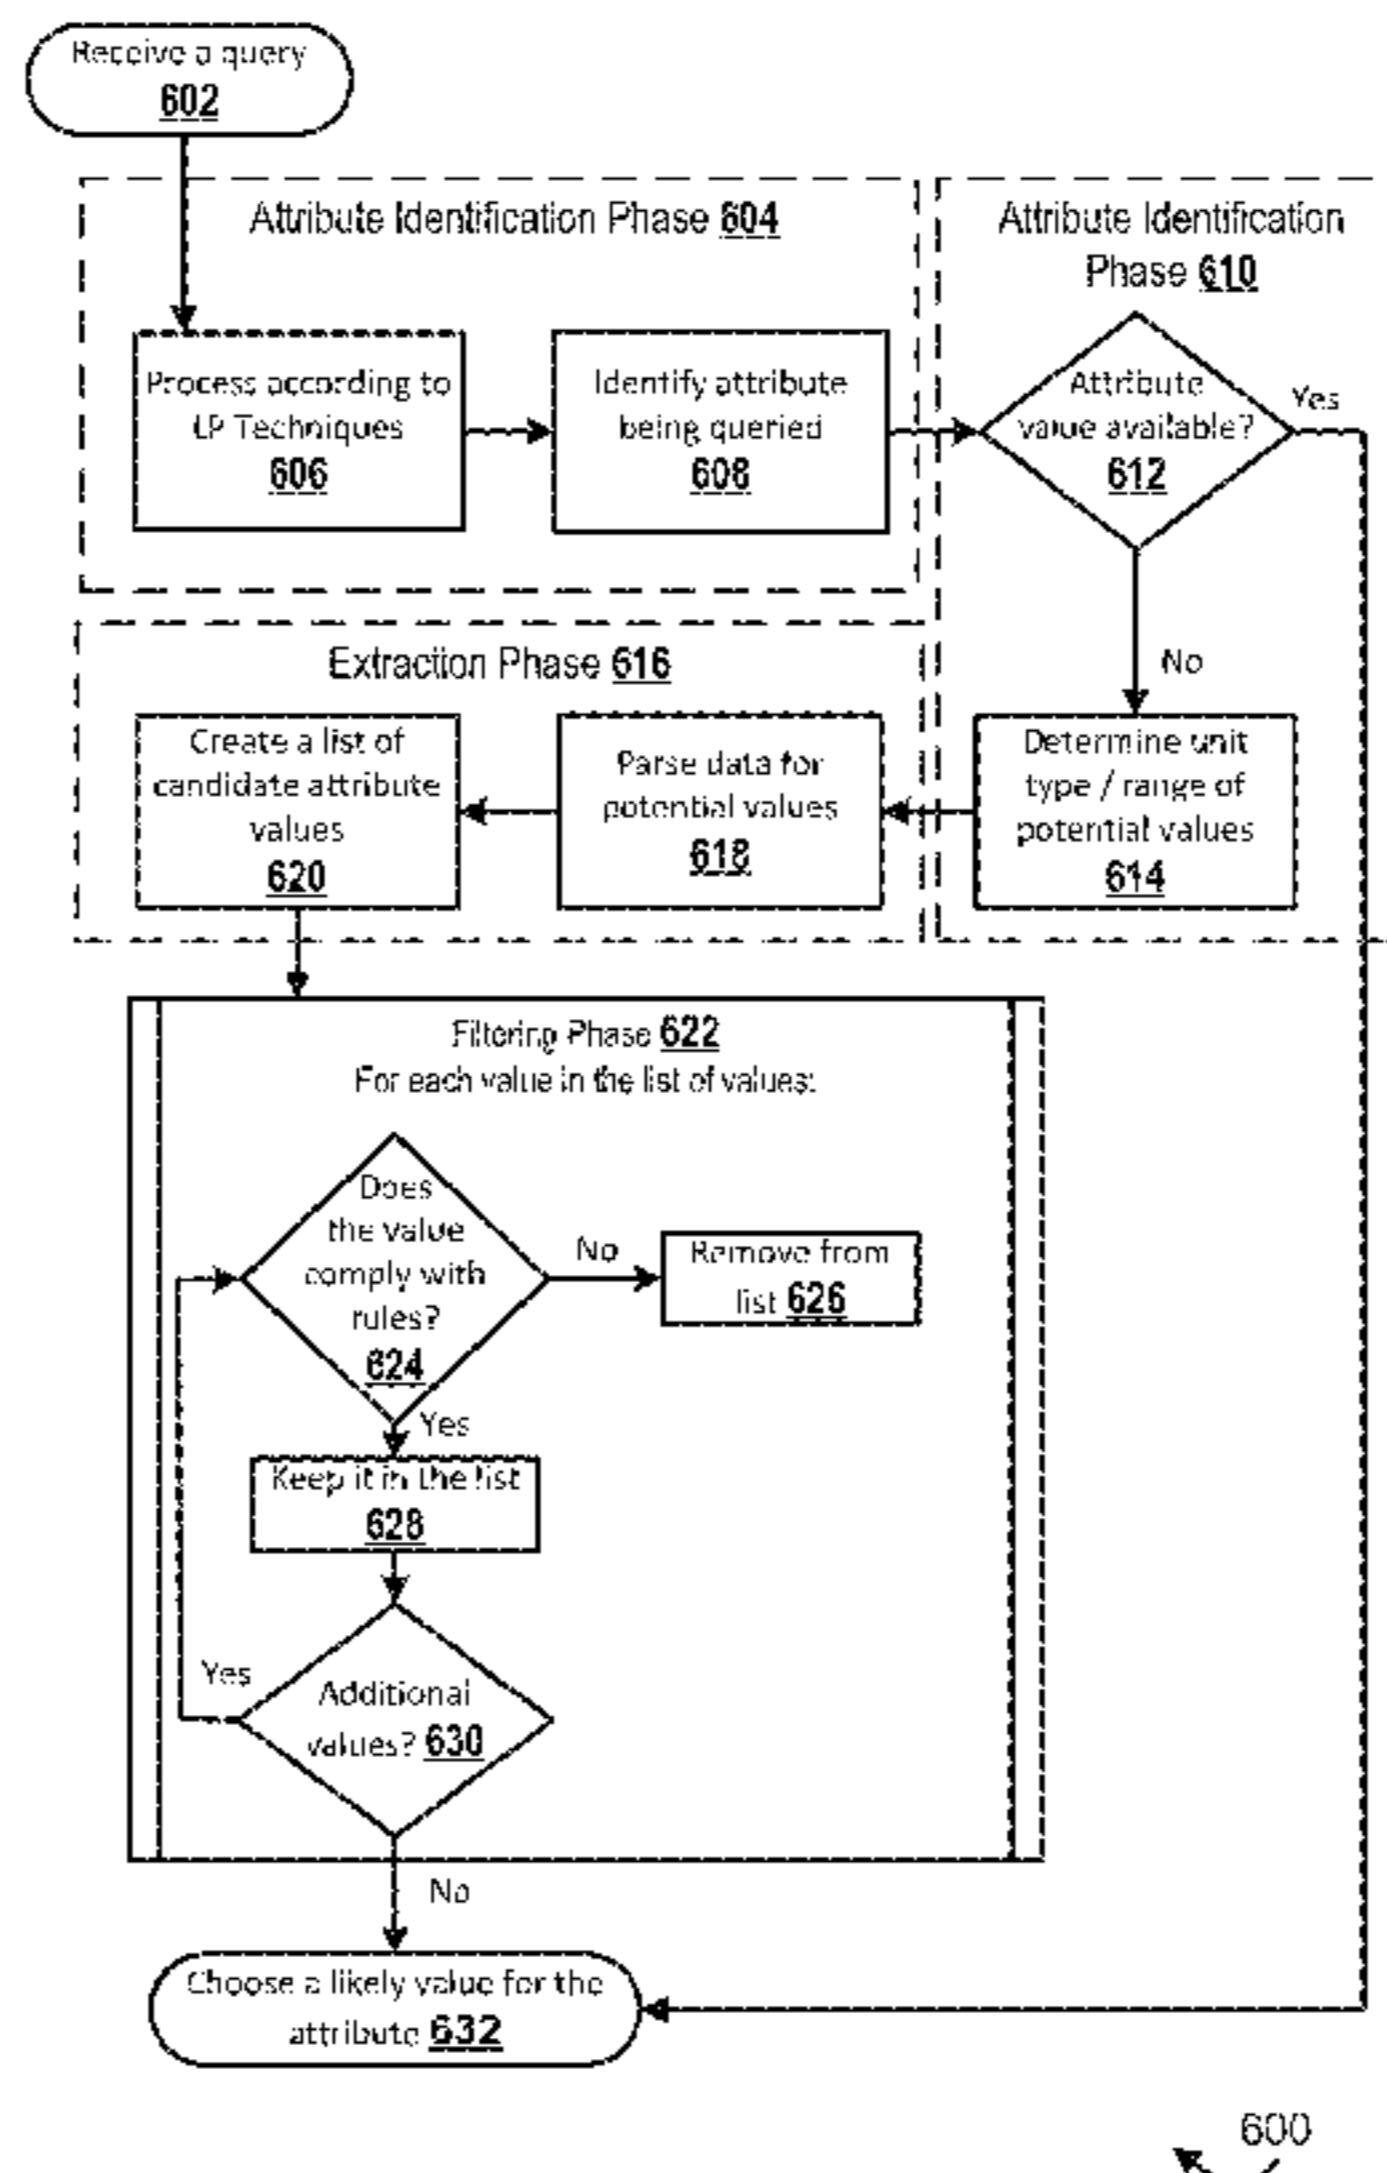 Receive a query
602
Attribute Identification Phase 604
Attribute Identification
Phase 610
Process according to
LP Techniques
606
Identify attribute
being queried
608
Attribute
value available?
612
Yes
No
Extraction Phase 616
Create a list of
candidate attribute
values
620
Parse data for
potential values
618
Determine unit
type / range of
potential values
614
Filtering Phase 622
For each value in the list of values:
Does
the value
comply with
rules?
624
No
Remove from
list 626
Yes
Keep it in the list
628
Yes
Additional
values? 630
No
Choose a likely value for the
attribute 632
600